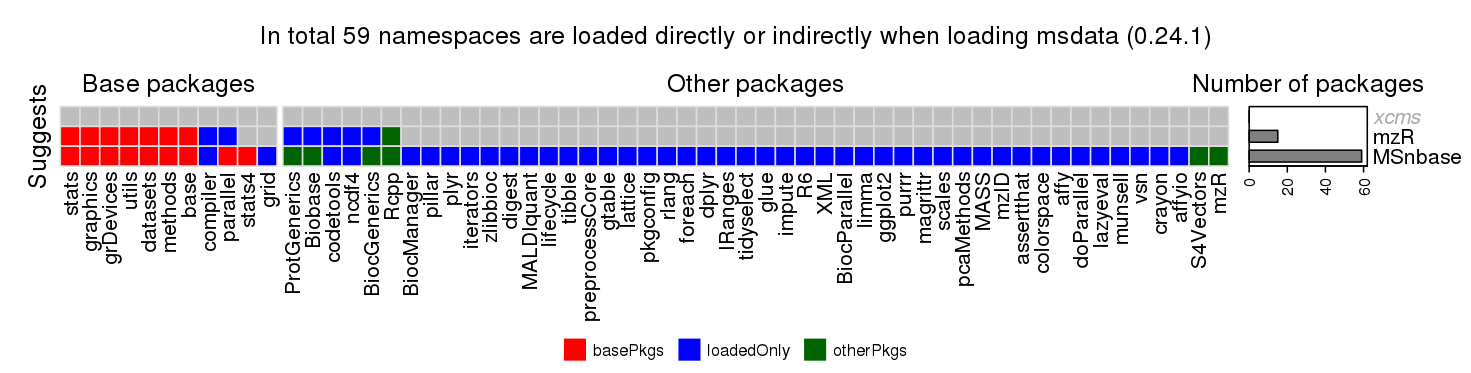 In total 59 namespaces are loaded directly or indirectly when loading msdata (0.24.1)
Base packages
Other packages
Number of packages
Suggests
xcms
mzR
MSnbase
0
20
40
60
stats
graphics
grDevices
utils
datasets
methods
base
compiler
parallel
stats4
grid
ProtGenerics
Biobase
codetools
ncdf4
BiocGenerics
Rcpp
BiocManager
pillar
plyr
iterators
zlibbioc
digest
MALDIquant
lifecycle
tibble
preprocessCore
gtable
lattice
pkgconfig
rlang
foreach
dplyr
IRanges
tidyselect
glue
impute
R6
XML
BiocParallel
limma
ggplot2
purrr
magrittr
scales
pcaMethods
MASS
mzID
assertthat
colorspace
affy
doParallel
lazyeval
munsell
vsn
crayon
affyio
S4Vectors
mzR
basePkgs
loadedOnly
otherPkgs